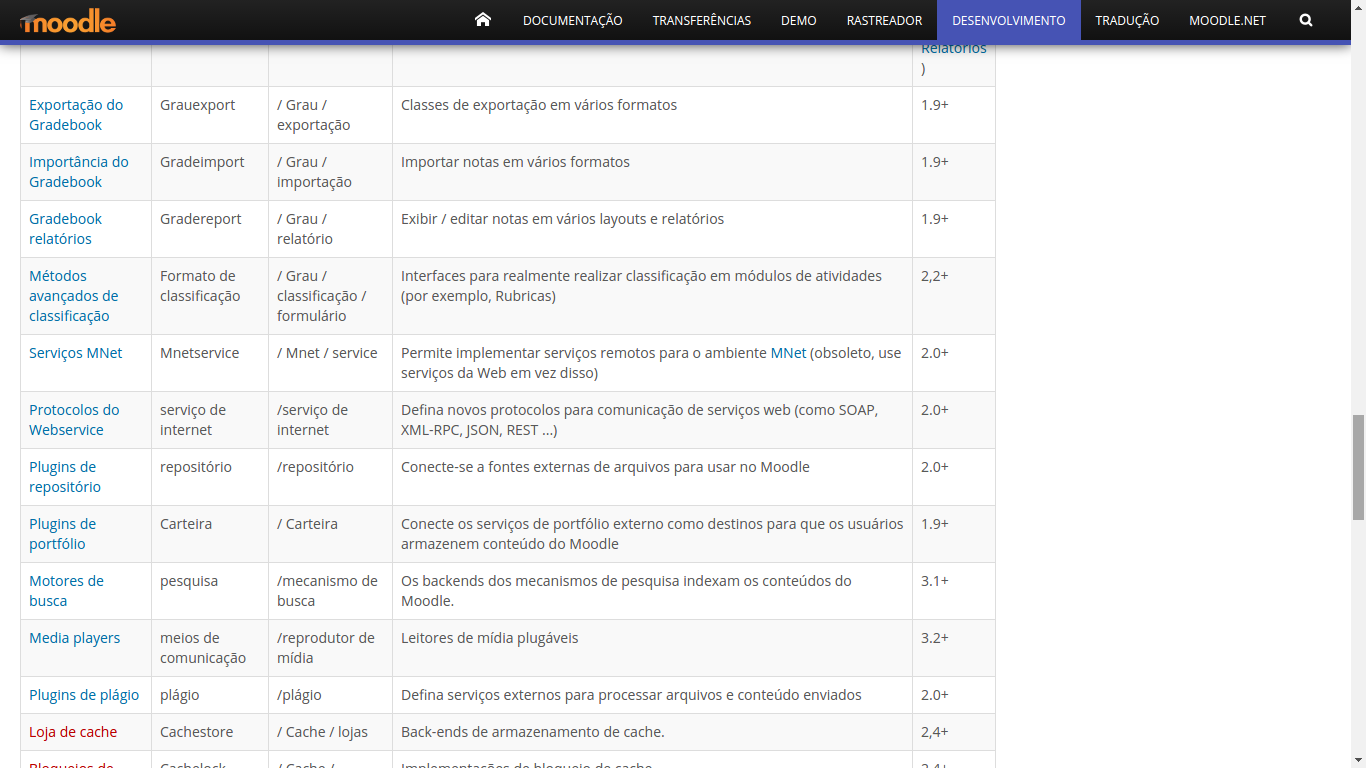 moodle
DOCUMENTAÇÃO TRANSFERÊNCIAS DEMO RASTREADOR DESENVOLVIMENTO TRADUÇÃO MOODLE.NET
Relatórios
)
Exportação do Gradebook Grauexport / Grau / exportação Classes de exportação em vários formatos 1.9+
Importância do Gradebook Gradeimport / Grau / importação Importar notas em vários formatos 1.9+
Gradebook relatórios Gradereport / Grau / relatório Exibir / editar notas em vários layouts e relatórios 1.9+
Métodos avançados de classificação Formato de classificação / Grau / classificação / formulário Interfaces para realmente realizar classificação em módulos de atividades (por exemplo, Rubricas) 2,2+
Serviços MNet Mnetservice / Mnet / service Permite implementar serviços remotos para o ambiente MNet (obsoleto, use serviços da Web em vez disso) 2.0+
Protocolos do Webservice serviço de internet /serviço de internet Defina novos protocolos para comunicação de serviços web (como SOAP, XML-RPC, JSON, REST ...) 2.0+
Plugins de repositório repositório /repositório Conecte-se a fontes externas de arquivos para usar no Moodle 2.0+
Plugins de portfólio Carteira / Carteira Conecte os serviços de portfólio externo como destinos para que os usuários armazenem conteúdo do Moodle 1.9+
Motores de busca pesquisa /mecanismo de busca Os backends dos mecanismos de pesquisa indexam os conteúdos do Moodle. 3.1+
Media players meios de comunicação /reprodutor de mídia Leitores de mídia plugáveis 3.2+
Plugins de plágio plágio /plágio Defina serviços externos para processar arquivos e conteúdo enviados 2.0+
Loja de cache Cachestore / Cache / lojas Back-ends de armazenamento de cache. 2,4+
Bloqueios de Cachelock / Cache / Implementações de bloqueio de cache 2,4+